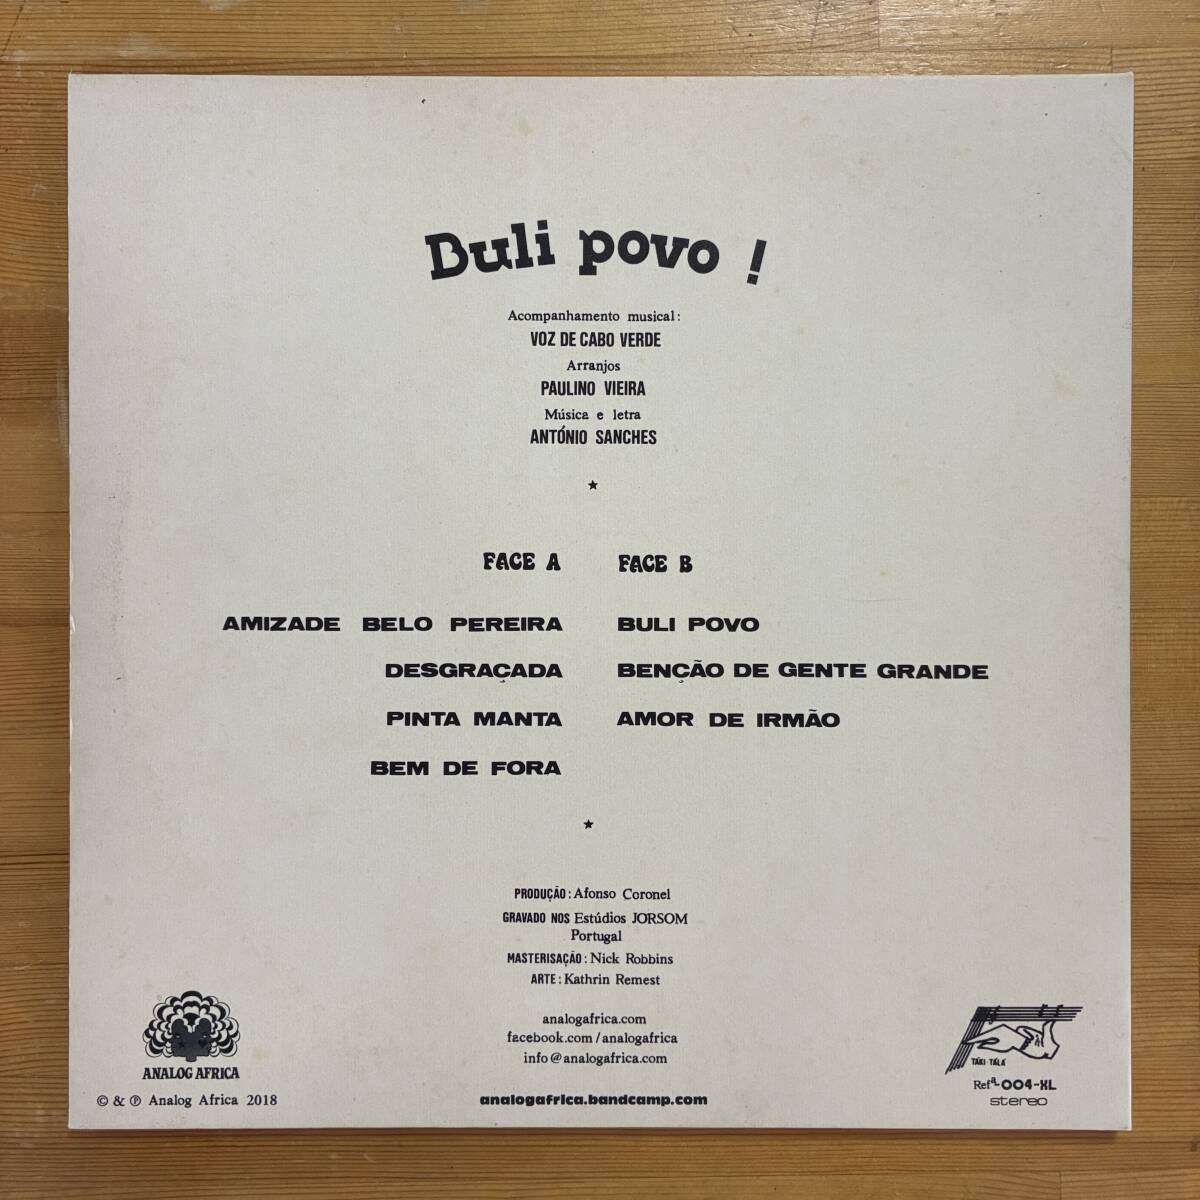 Buli povo !
Acompanhamento musical:
VOZ DE CABO VERDE
Arranjos
PAULINO VIEIRA
Música e letra
ANTÓNIO SANCHES
FACE A
AMIZADE BELO PEREIRA
DESGRAÇADA
PINTA MANTA
BEM DE FORA
FACE B
BULI POVO
BENÇÃO DE GENTE GRANDE
AMOR DE IRMÃO
PRODUÇÃO: Afonso Coronel
GRAVADO NOS Estúdios JORSOM
Portugal
MASTERISAÇÃO: Nick Robbins
ARTE: Kathrin Remest
analogafrica.com
facebook.com/analogafrica
info@analogafrica.com
analogafrica.bandcamp.com
ANALOG AFRICA
© & ℗ Analog Africa 2018
TAKI-TALÁ
Refª-004-XL
stereo